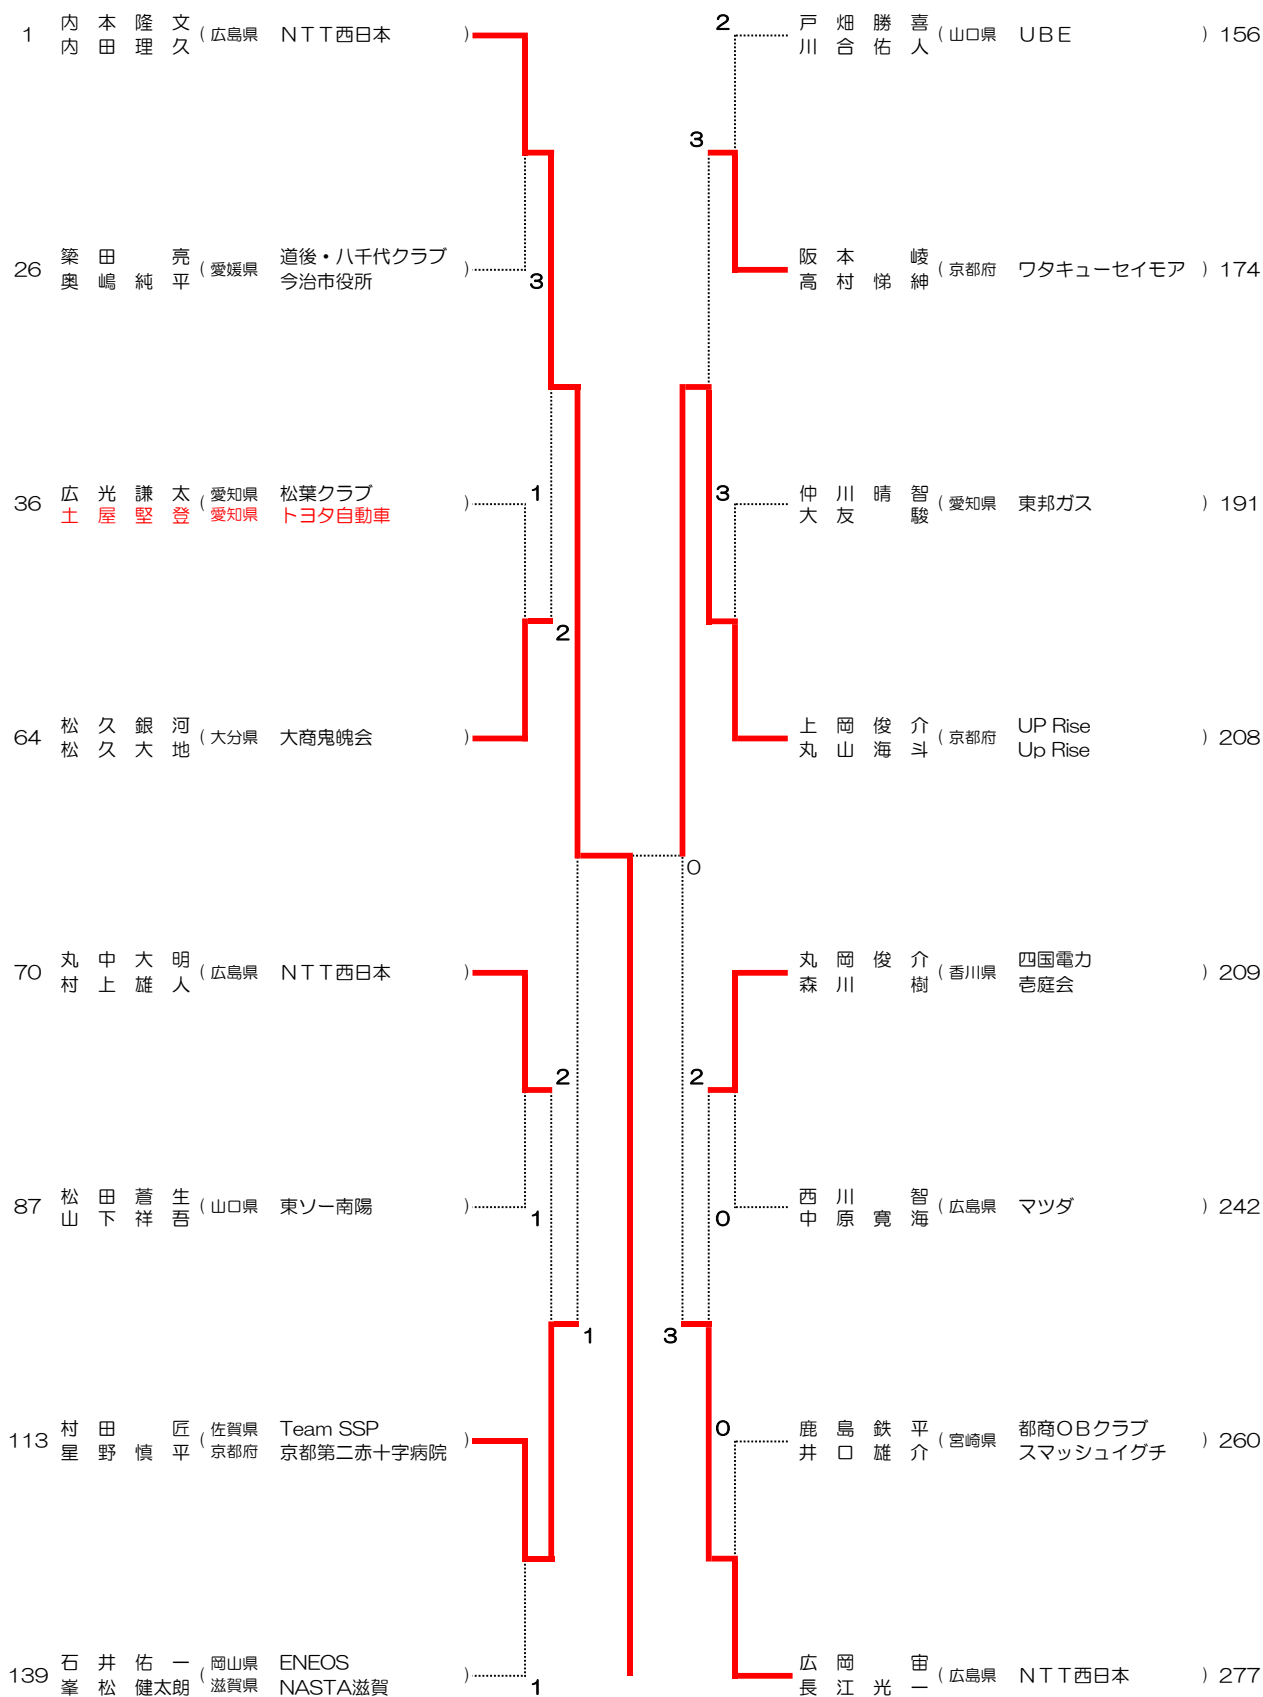 1 内本隆文 内田理久 (広島県 NTT西日本)
3
26 簗田亮 奥嶋純平 (愛媛県 道後・八千代クラブ 今治市役所)
3
36 広光謙太 土屋堅登 (愛知県 愛知県 松葉クラブ トヨタ自動車)
1
1
2
64 松久銀河 松久大地 (大分県 大商鬼魄会)
70 丸中大明 村上雄人 (広島県 NTT西日本)
2
87 松田蒼生 山下祥吾 (山口県 東ソー南陽)
1
1
113 村田匠 星野慎平 (佐賀県 京都府 Team SSP 京都第二赤十字病院)
139 石井佑一 峯松健太朗 (岡山県 滋賀県 ENEOS NASTA滋賀)
1
2
戸畑勝喜 川合佑人 (山口県 UBE) 156
3
阪本崚 高村悌紳 (京都府 ワタキューセイモア) 174
3
仲川晴智 大友駿 (愛知県 東邦ガス) 191
上岡俊介 丸山海斗 (京都府 UP Rise Up Rise) 208
0
丸岡俊介 森川樹 (香川県 四国電力 壱庭会) 209
2
西川智 中原寛海 (広島県 マツダ) 242
0
3
0
鹿島鉄平 井口雄介 (宮崎県 都商OBクラブ スマッシュイグチ) 260
広岡宙 長江光一 (広島県 NTT西日本) 277